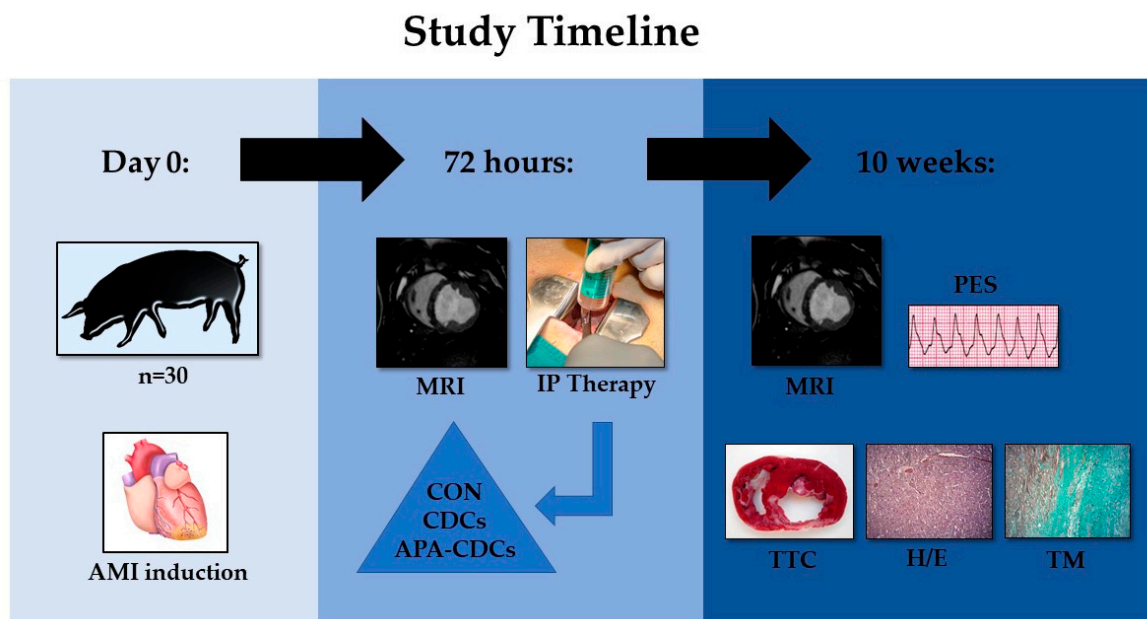 Study Timeline
Day 0:
72 hours:
10 weeks:
n=30
AMI induction
MRI
IP Therapy
CON
CDCs
APA-CDCs
PES
MRI
TTC
H/E
TM